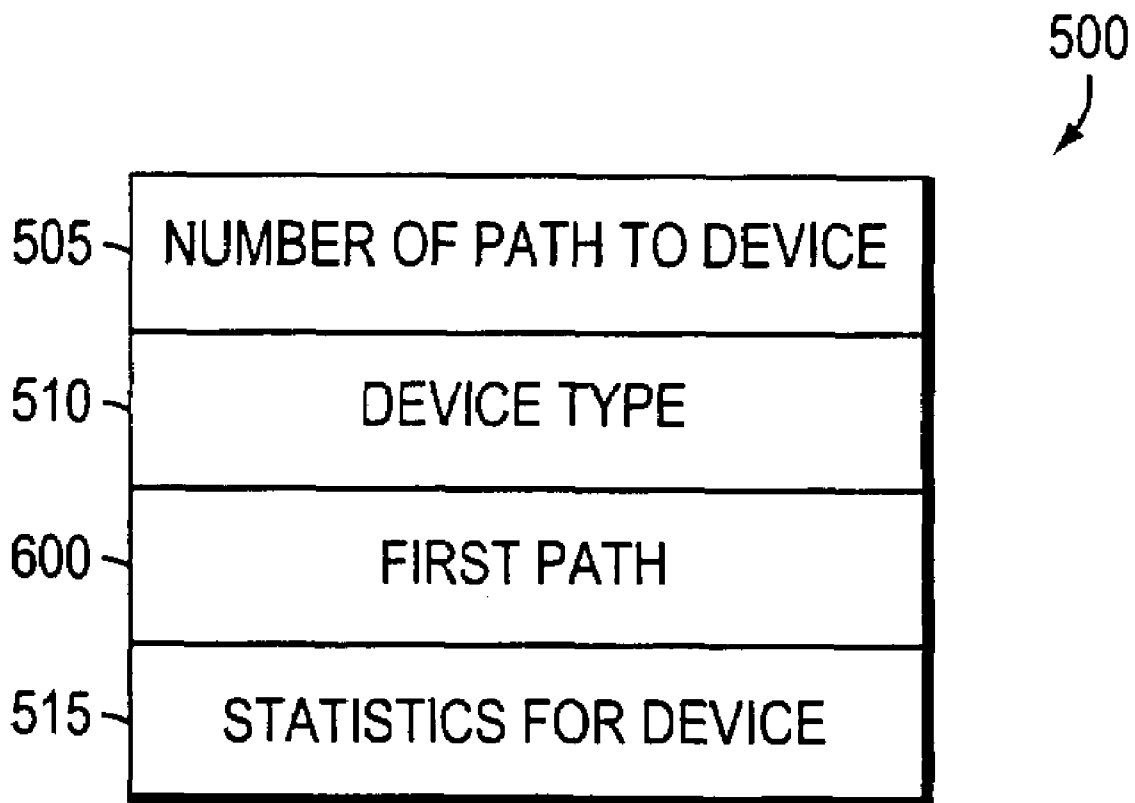 500
505 NUMBER OF PATH TO DEVICE
510 DEVICE TYPE
600 FIRST PATH
515 STATISTICS FOR DEVICE